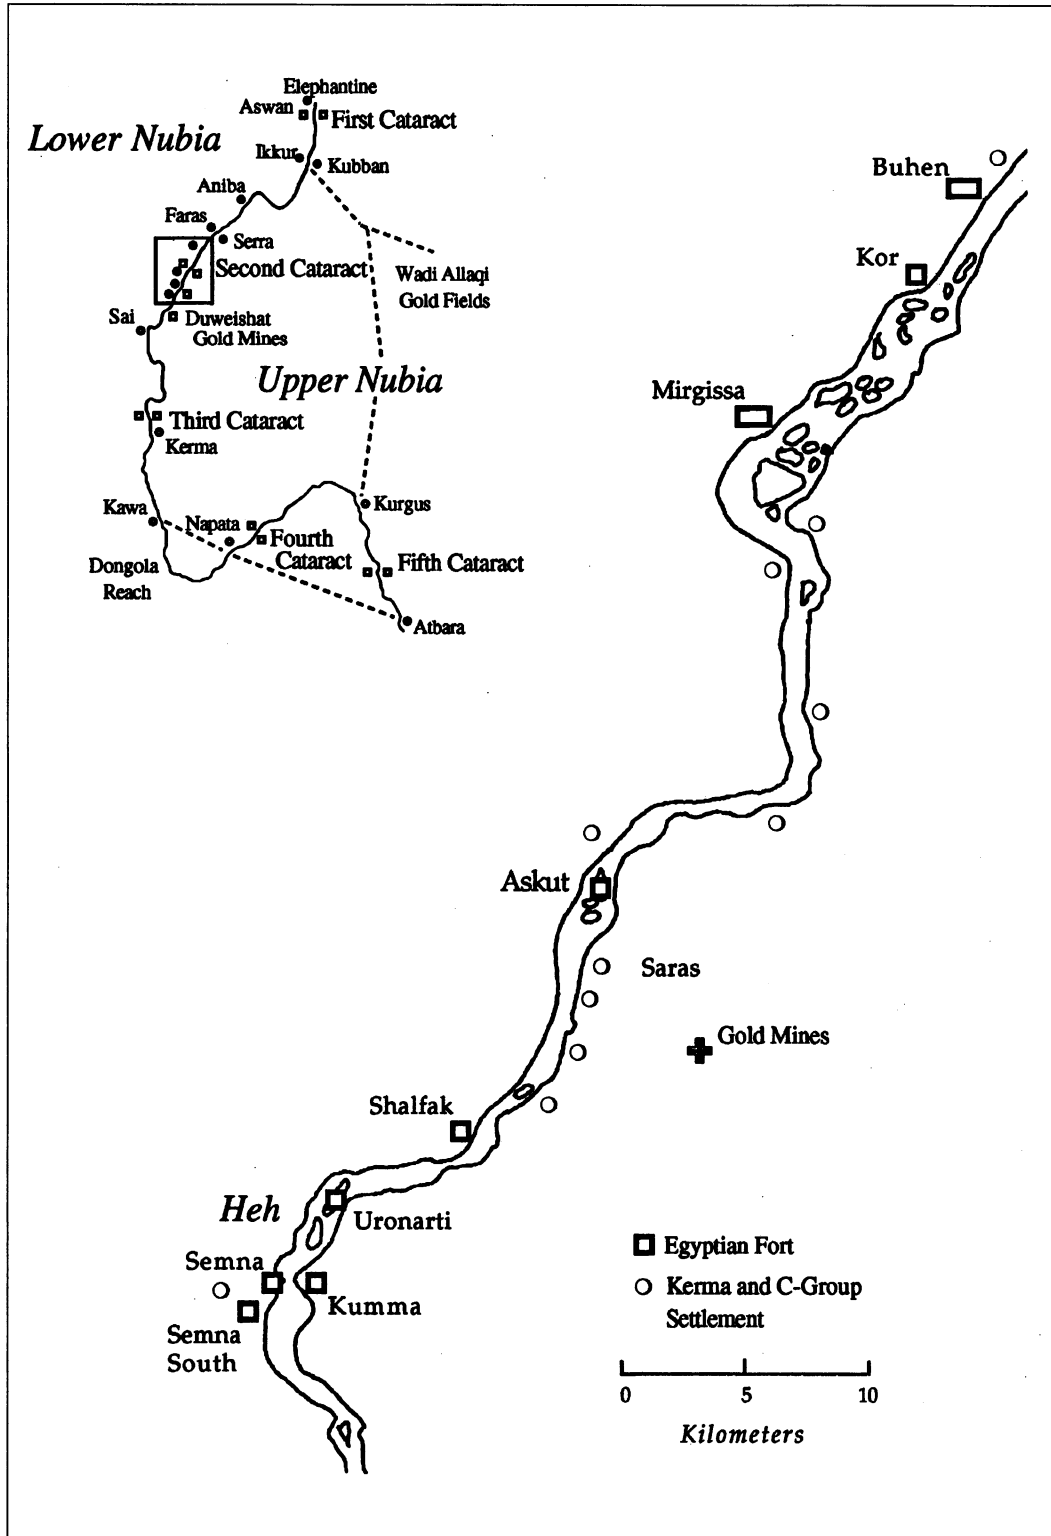 Elephantine
Aswan
First Cataract
Lower Nubia
Ikkur
Kubban
Aniba
Faras
Serra
Second Cataract
Wadi Allaqi
Gold Fields
Sai
Duweishat
Gold Mines
Upper Nubia
Third Cataract
Kerma
Kawa
Napata
Kurgus
Fourth
Cataract
Fifth Cataract
Dongola
Reach
Atbara
Buhen
Kor
Mirgissa
Askut
Saras
Gold Mines
Shalfak
Heh
Uronarti
Semna
Kumma
Semna
South
Egyptian Fort
Kerma and C-Group
Settlement
0 5 10
Kilometers